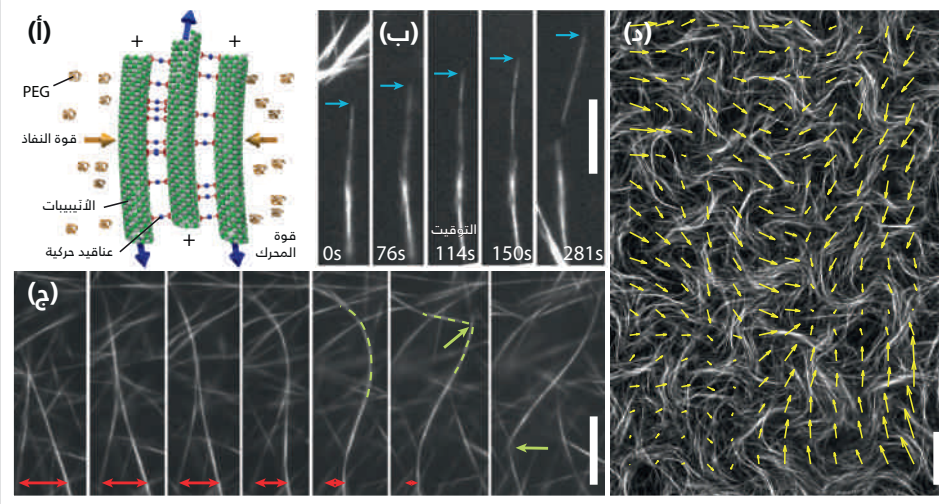 (أ)
+
+
PEG
قوة النفاذ
الأنيبيبات
عناقيد حركية
+
قوة
المحرك
(ب)
التوقيت
0s
76s
114s
150s
281s
(ج)
(د)